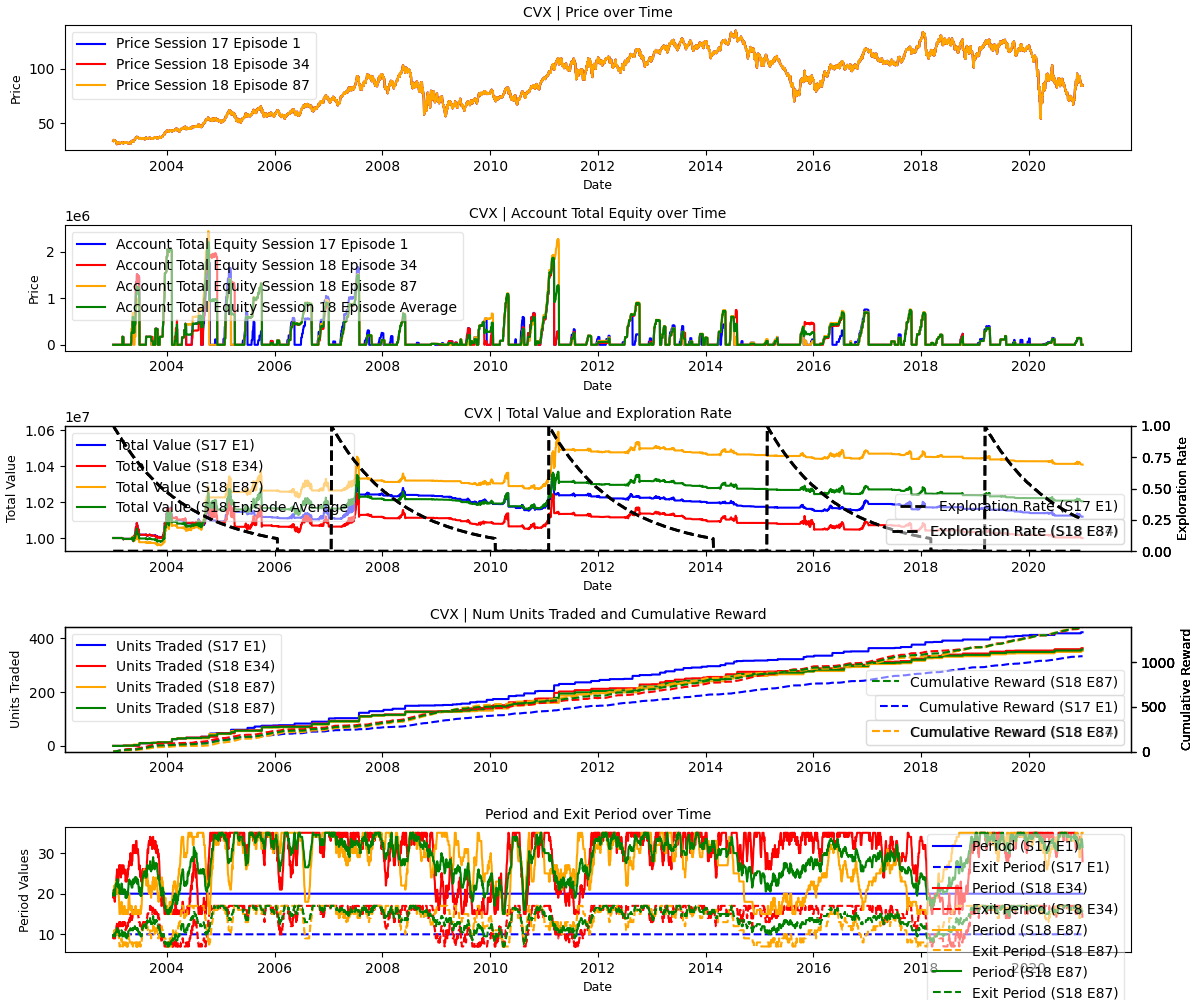 CVX | Price over Time
Price
100
50
Price Session 17 Episode 1
Price Session 18 Episode 34
Price Session 18 Episode 87
2004 2006 2008 2010 2012 2014 2016 2018 2020
Date
CVX | Account Total Equity over Time
1e6
Price
2
1
0
Account Total Equity Session 17 Episode 1
Account Total Equity Session 18 Episode 34
Account Total Equity Session 18 Episode 87
Account Total Equity Session 18 Episode Average
2004 2006 2008 2010 2012 2014 2016 2018 2020
Date
CVX | Total Value and Exploration Rate
1e7
Total Value
1.06
1.04
1.02
1.00
Total Value (S17 E1)
Total Value (S18 E34)
Total Value (S18 E87)
Total Value (S18 Episode Average)
1.00
0.75
0.50
0.25
0.00
Exploration Rate
Exploration Rate (S17 E1)
Exploration Rate (S18 E87)
2004 2006 2008 2010 2012 2014 2016 2018 2020
Date
CVX | Num Units Traded and Cumulative Reward
Units Traded
400
200
0
Units Traded (S17 E1)
Units Traded (S18 E34)
Units Traded (S18 E87)
Units Traded (S18 E87)
1000
500
0
Cumulative Reward
Cumulative Reward (S18 E87)
Cumulative Reward (S17 E1)
Cumulative Reward (S18 E87)
2004 2006 2008 2010 2012 2014 2016 2018 2020
Date
Period and Exit Period over Time
Period Values
30
20
10
Period (S17 E1)
Exit Period (S17 E1)
Period (S18 E34)
Exit Period (S18 E34)
Period (S18 E87)
Exit Period (S18 E87)
Period (S18 E87)
Exit Period (S18 E87)
2004 2006 2008 2010 2012 2014 2016 2018 2020
Date